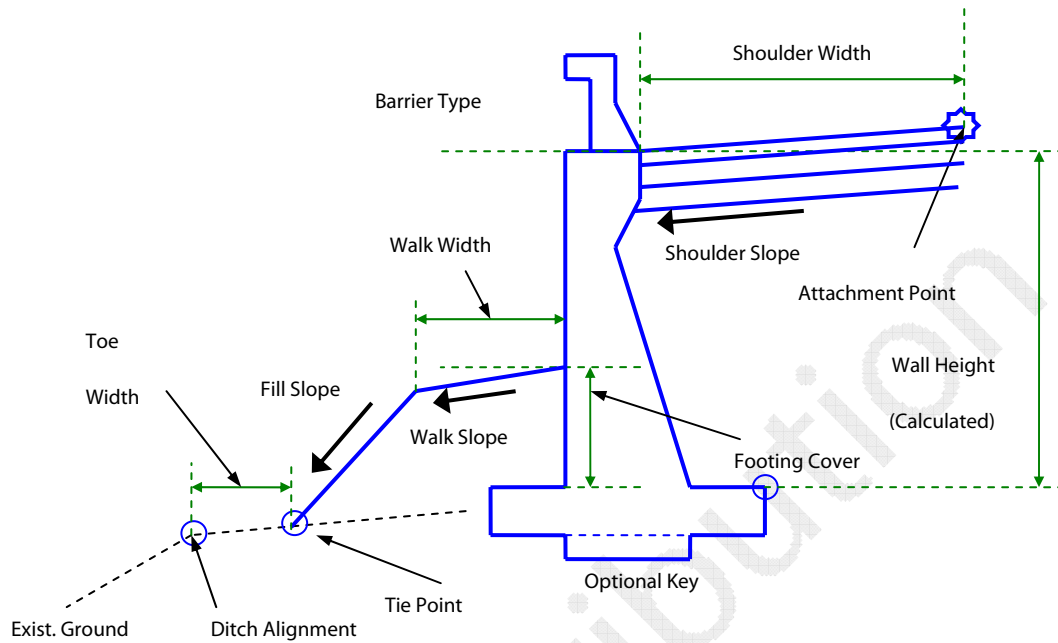 Shoulder Width
Barrier Type
Walk Width
Shoulder Slope
Attachment Point
Toe
Width
Fill Slope
Wall Height
(Calculated)
Walk Slope
Footing Cover
Optional Key
Tie Point
Exist. Ground
Ditch Alignment